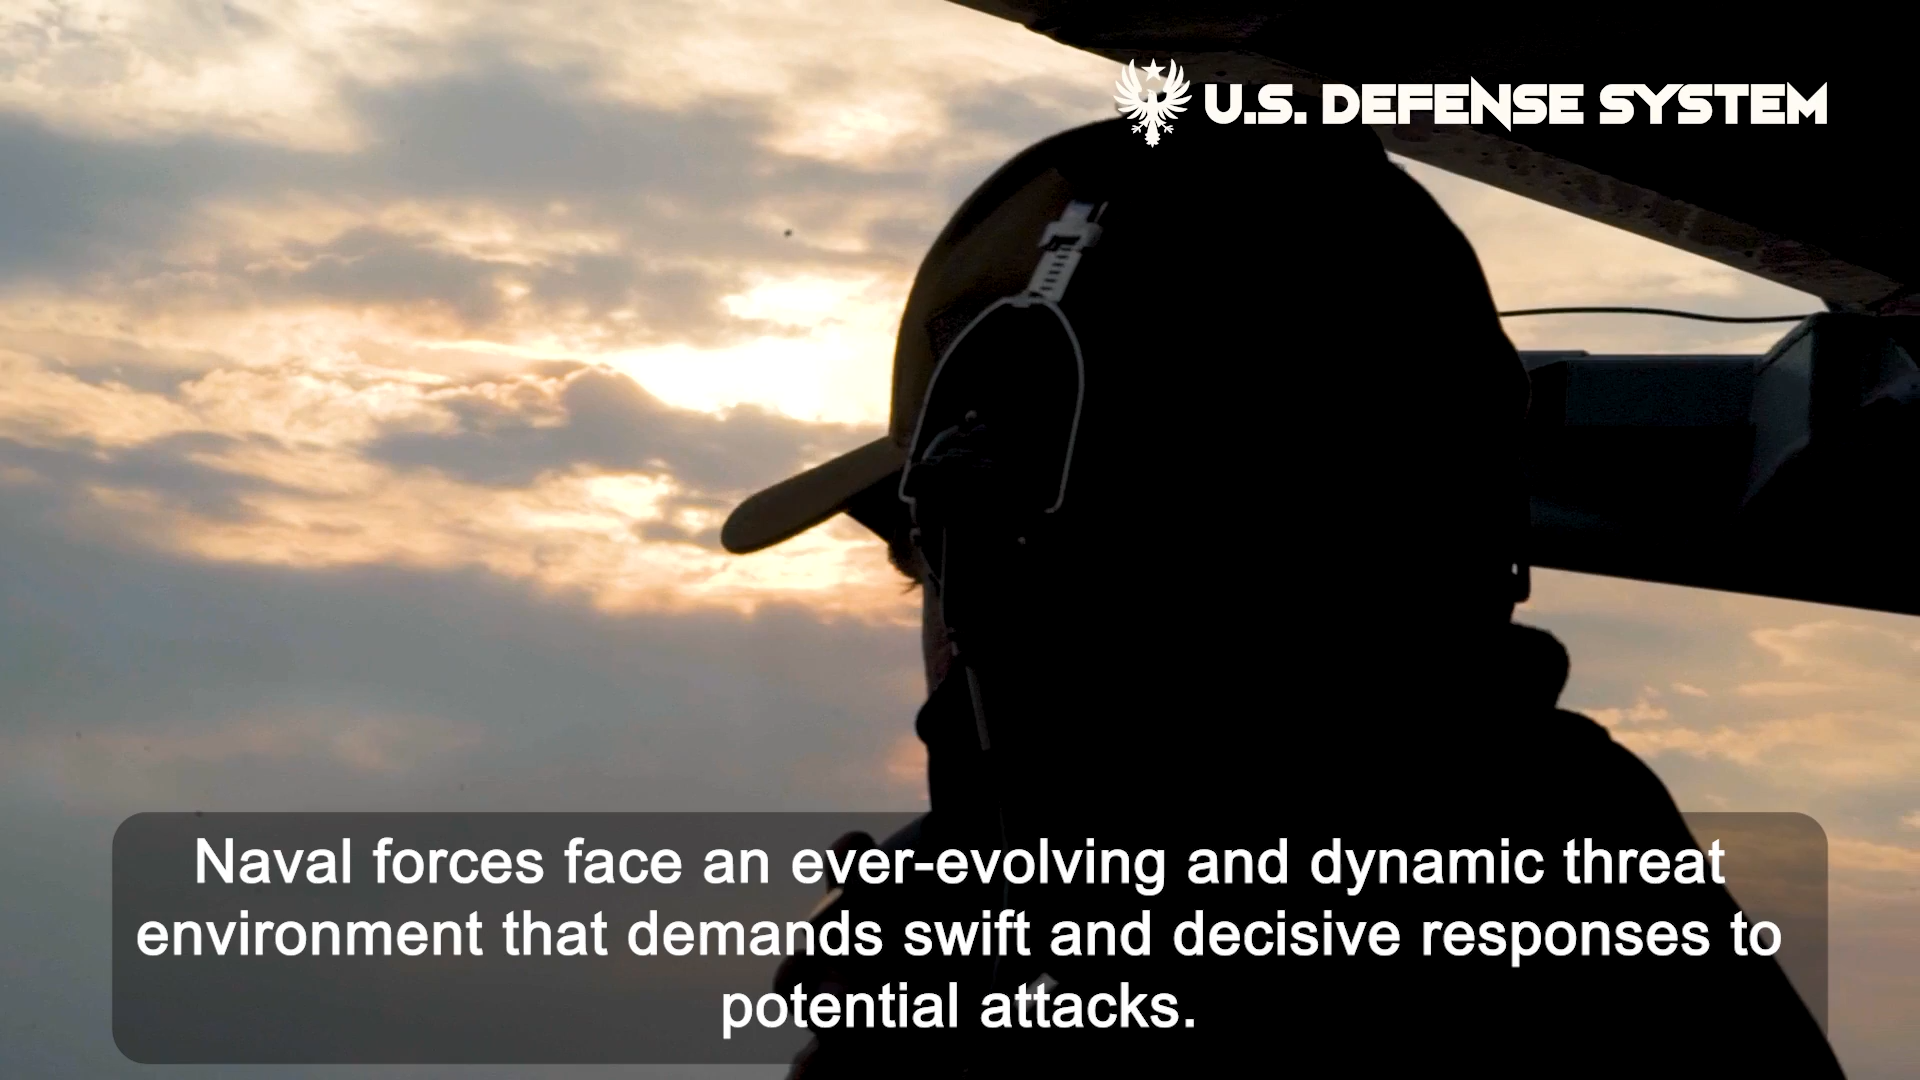 U.S. DEFENSE SYSTEM
Naval forces face an ever-evolving and dynamic threat
environment that demands swift and decisive responses to
potential attacks.